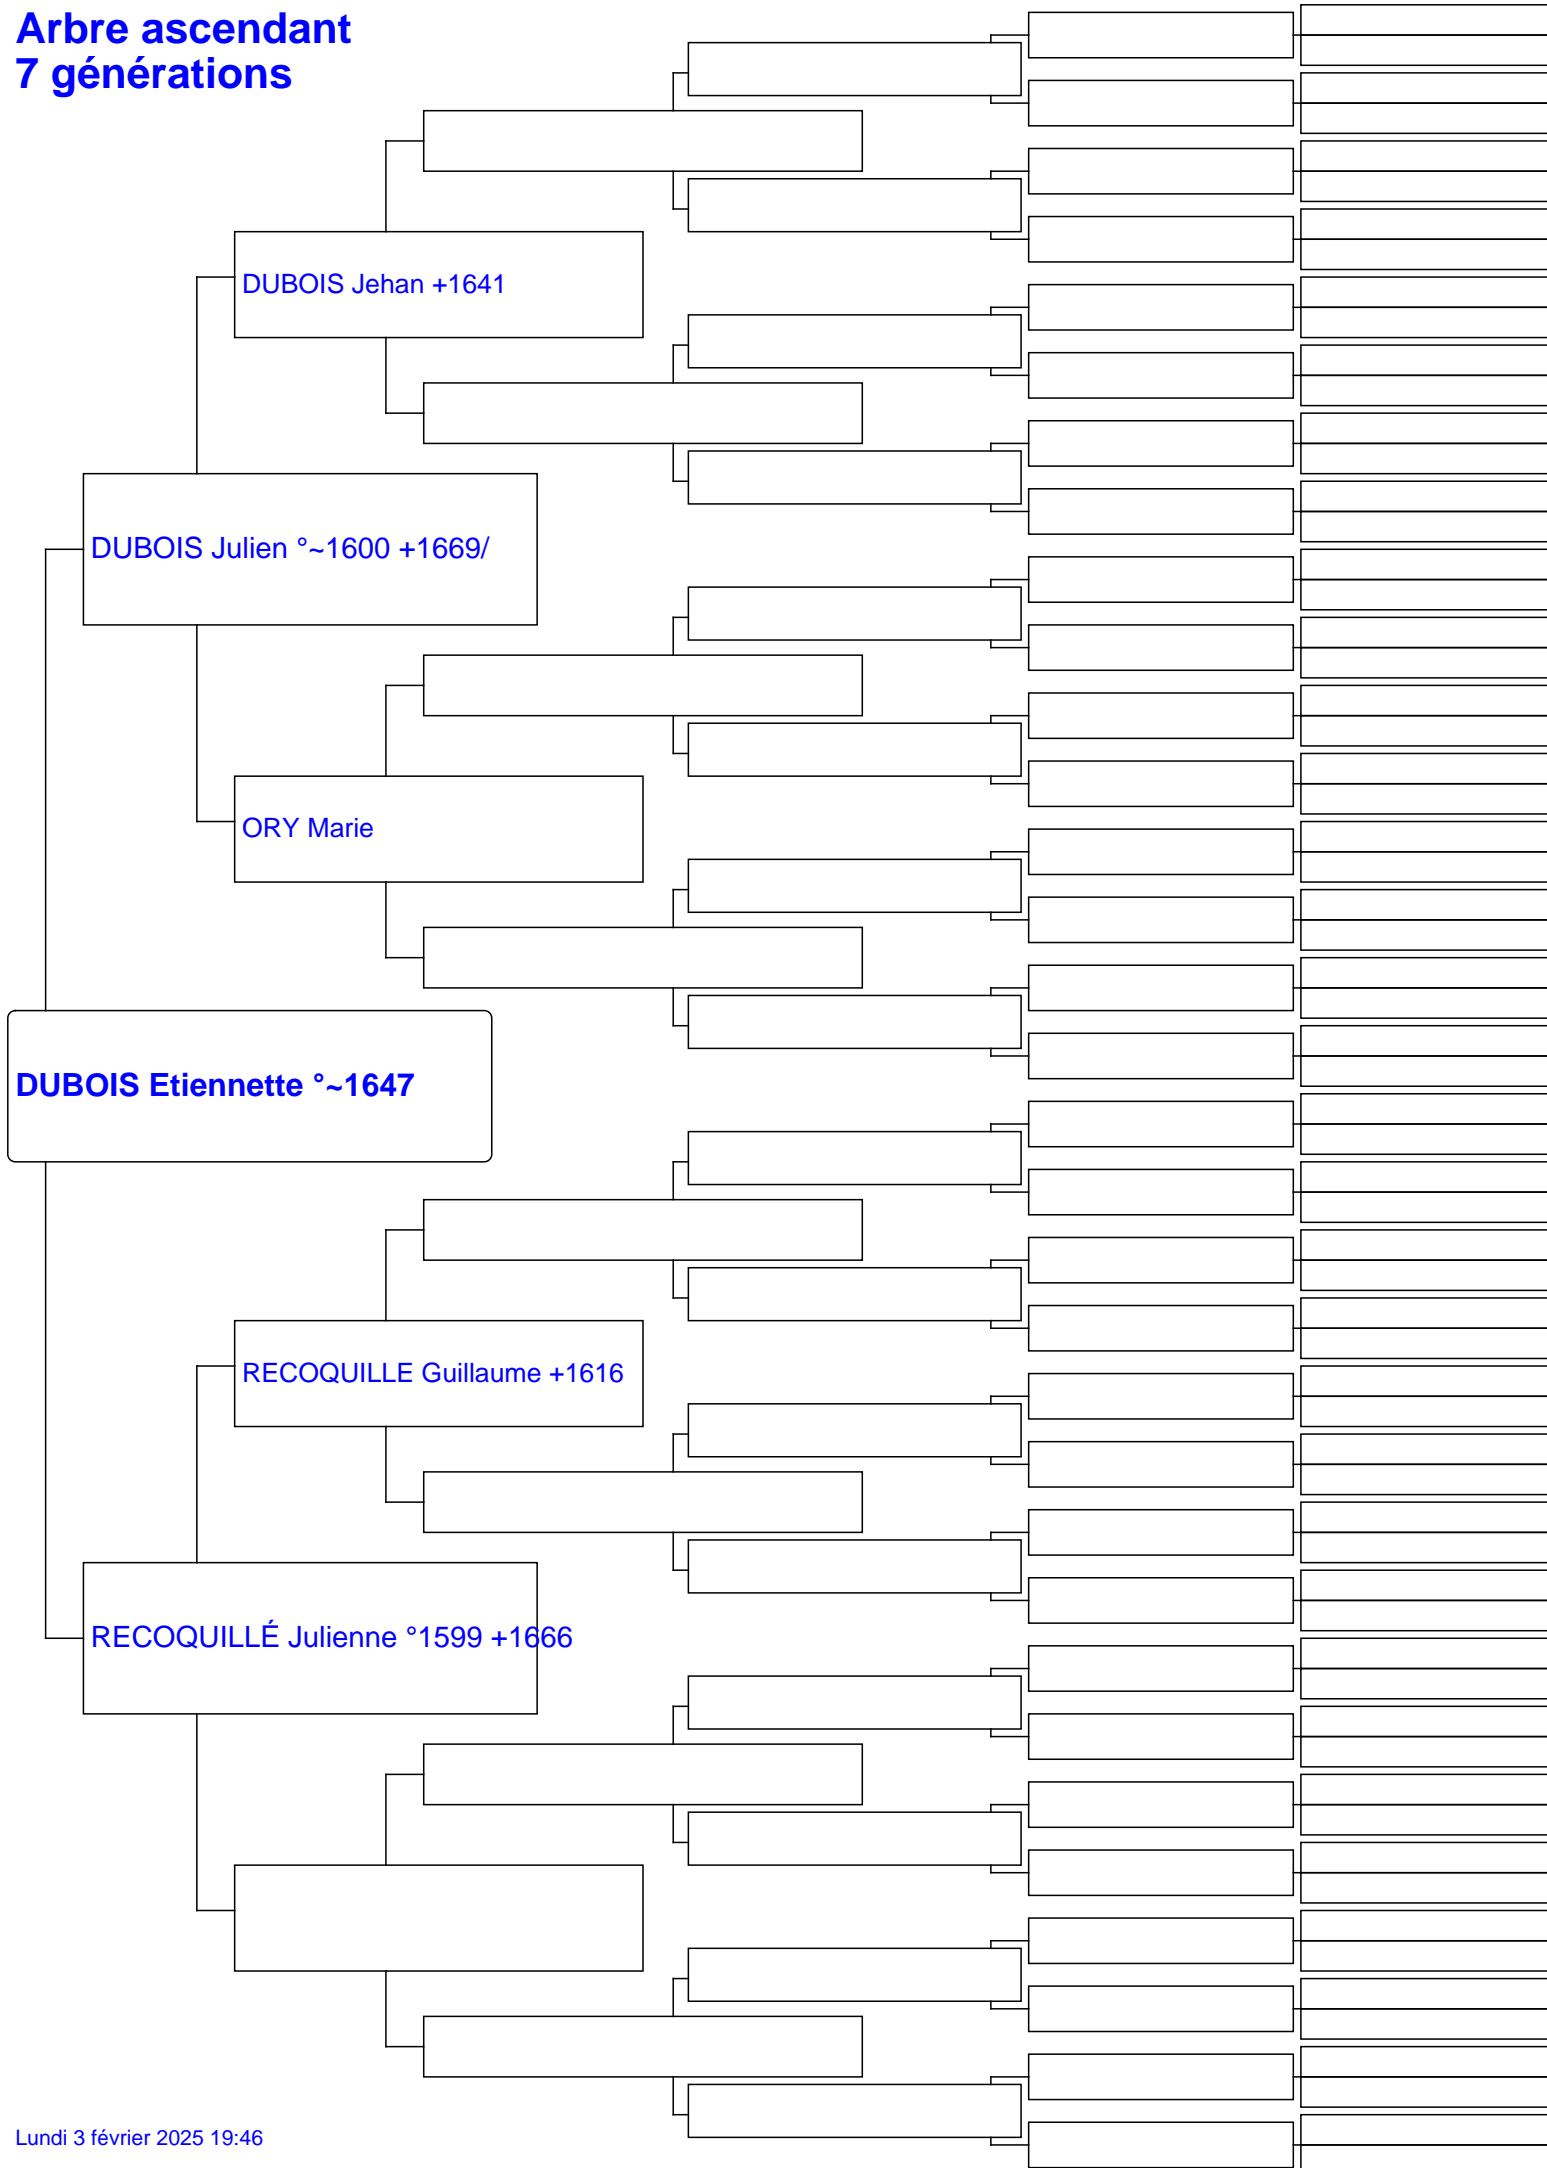 Arbre ascendant
7 générations
DUBOIS Jehan +1641
DUBOIS Julien °~1600 +1669/
ORY Marie
DUBOIS Etiennette °~1647
RECOQUILLE Guillaume +1616
RECOQUILLÉ Julienne °1599 +1666
Lundi 3 février 2025 19:46